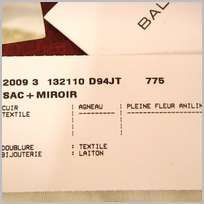 BAL
2009 3 132110 D94JT 775
SAC+MIROIR
CUIR | AGNEAU | PLEINE FLEUR ANILIN
TEXTILE
DOUBLURE : TEXTILE
BIJOUTERIE : LAITON